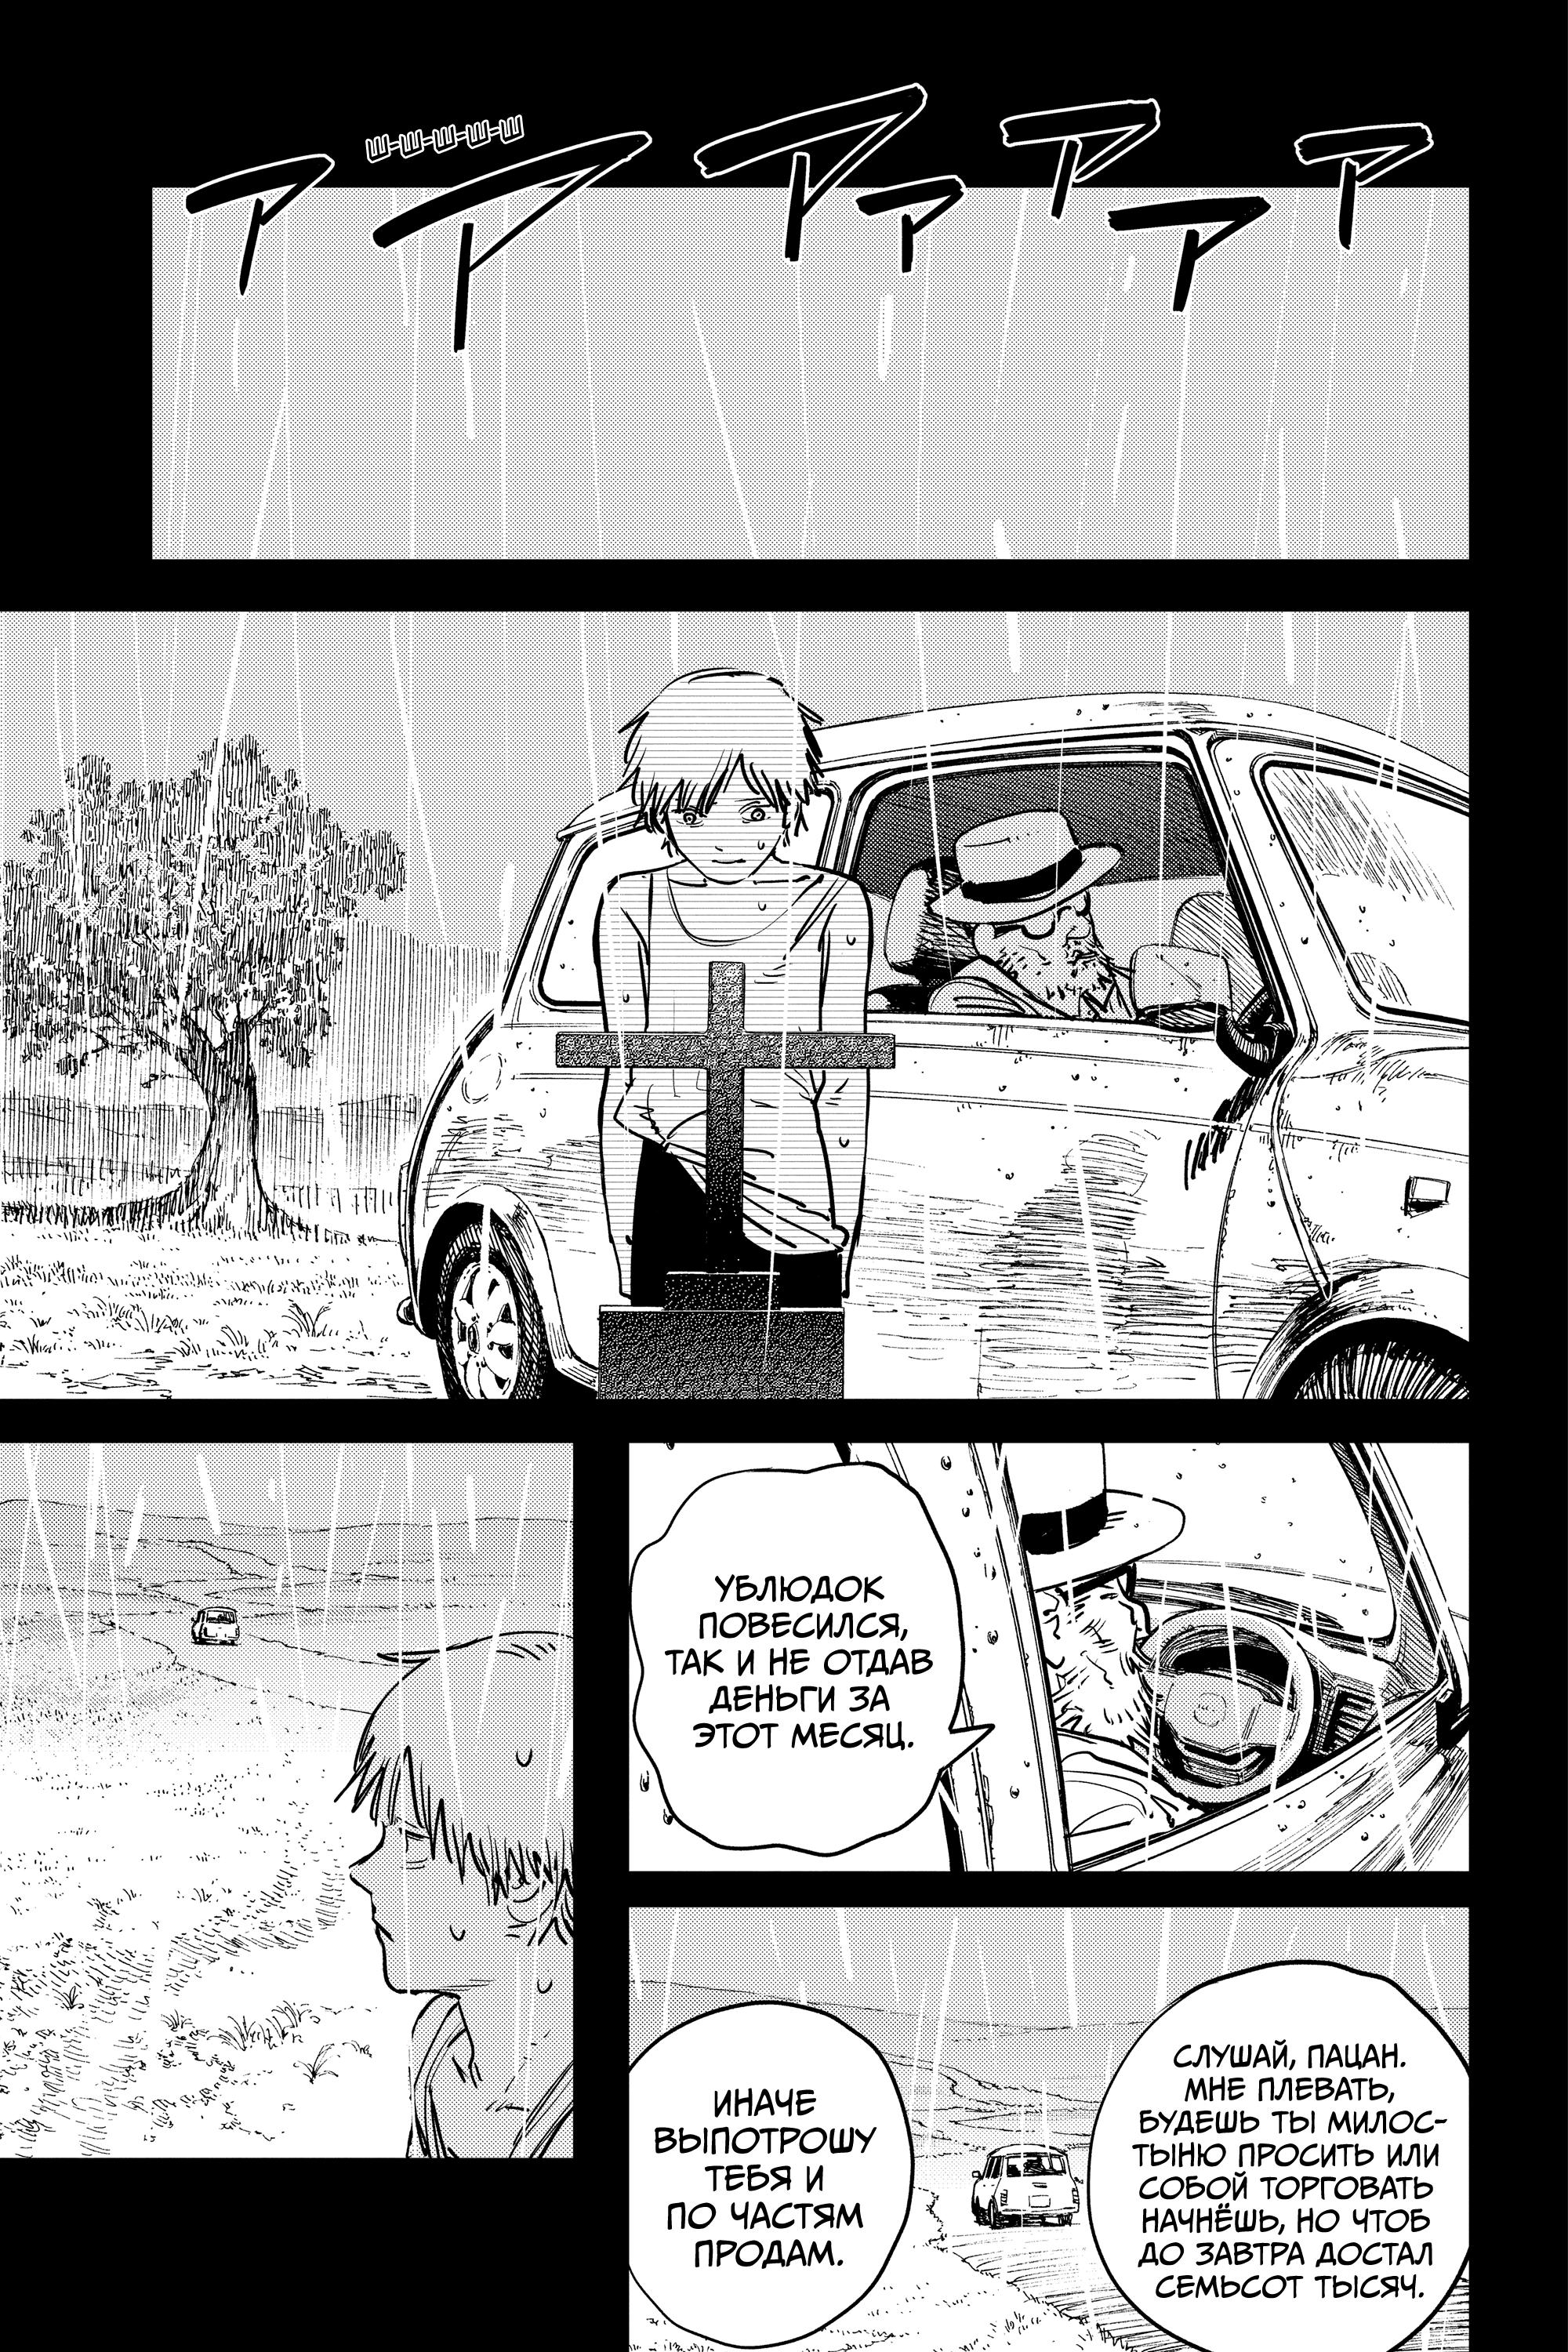 Ш-Ш-Ш-Ш-Ш
ア ア ア ア ア ア ア
УБЛЮДОК
ПОВЕСИЛСЯ,
ТАК И НЕ ОТДАВ
ДЕНЬГИ ЗА
ЭТОТ МЕСЯЦ.
СЛУШАЙ, ПАЦАН.
МНЕ ПЛЕВАТЬ,
БУДЕШЬ ТЫ МИЛОС-
ТЫНЮ ПРОСИТЬ ИЛИ
СОБОЙ ТОРГОВАТЬ
НАЧНЁШЬ, НО ЧТОБ
ДО ЗАВТРА ДОСТАЛ
СЕМЬСОТ ТЫСЯЧ.
ИНАЧЕ
ВЫПОТРОШУ
ТЕБЯ И
ПО ЧАСТЯМ
ПРОДАМ.